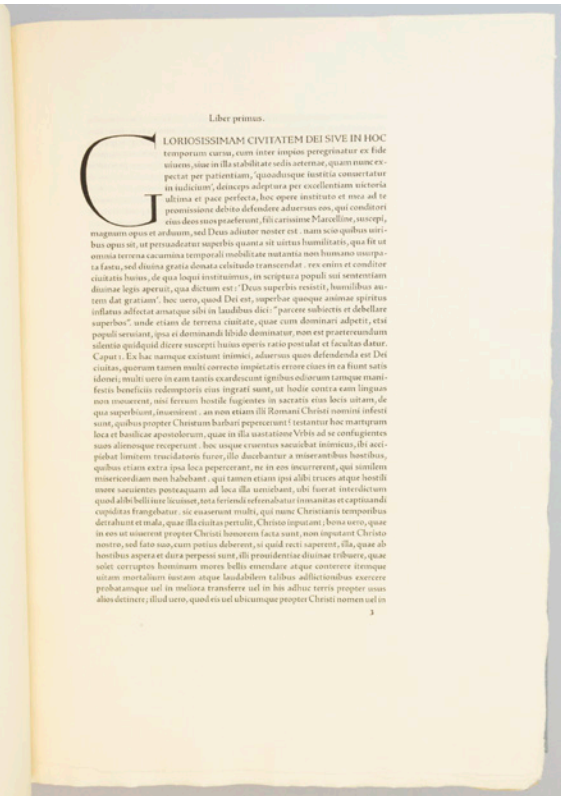 Liber primus.
GLORIOSISSIMAM CIVITATEM DEI SIVE IN HOC
temporum cursu, cum inter impios peregrinatur ex fide
uiuens, siue in illa stabilitate sedis aeternae, quam nunc ex-
pectat per patientiam, 'quoadusque iustitia conuertatur
in iudicium', deinceps adeptura per excellentiam uictoria
ultima et pace perfecta, hoc opere instituto et mea ad te
promissione debito defendere aduersus eos, qui conditori
eius deos suos praeferunt, fili carissime Marcelline, suscepi,
magnum opus et arduum, sed Deus adiutor noster est. nam scio quibus uiri-
bus opus sit, ut persuadeatur superbis quanta sit uirtus humilitatis, qua fit ut
omnia terrena cacumina temporali mobilitate nutantia non humano usurpa-
ta fastu, sed diuina gratia donata celsitudo transcendat. rex enim et conditor
ciuitatis huius, de qua loqui instituimus, in scriptura populi sui sententiam
diuinae legis aperuit, qua dictum est: 'Deus superbis resistit, humilibus au-
tem dat gratiam'. hoc uero, quod Dei est, superbae quoque animae spiritus
inflatus adfectat amatque sibi in laudibus dici: "parcere subiectis et debellare
superbos". unde etiam de terrena ciuitate, quae cum dominari adpetit, etsi
populi seruiant, ipsa ei dominandi libido dominatur, non est praetereundum
silentio quidquid dicere suscepti huius operis ratio postulat et facultas datur.
Caput 1. Ex hac namque existunt inimici, aduersus quos defendenda est Dei
ciuitas, quorum tamen multi correcto impietatis errore ciues in ea fiunt satis
idonei; multi uero in eam tantis exardescunt ignibus odiorum tamque mani-
festis beneficiis redemptoris eius ingrati sunt, ut hodie contra eam linguas
non mouerent, nisi ferrum hostile fugientes in sacratis eius locis uitam, de
qua superbiunt, inuenirent. an non etiam illi Romani Christi nomini infesti
sunt, quibus propter Christum barbari pepercerunt? testantur hoc martyrum
loca et basilicae apostolorum, quae in illa uastatione Vrbis ad se confugientes
suos alienosque receperunt. hoc usque cruentus saeuiebat inimicus, ibi acci-
piebat limitem trucidatoris furor, illo ducebantur a miserantibus hostibus,
quibus etiam extra ipsa loca pepercerant, ne in eos incurrerent, qui similem
misericordiam non habebant. qui tamen etiam ipsi alibi truces atque hostili
more saeuientes posteaquam ad loca illa ueniebant, ubi fuerat interdictum
quod alibi belli iure licuisset, tota feriendi refrenabatur inmanitas et captiuandi
cupiditas frangebatur. sic euaserunt multi, qui nunc Christianis temporibus
detrahunt et mala, quae illa ciuitas pertulit, Christo inputant; bona uero, quae
in eos ut uiuerent propter Christi honorem facta sunt, non inputant Christo
nostro, sed fato suo, cum potius deberent, si quid recti saperent, illa, quae ab
hostibus aspera et dura perpessi sunt, illi prouidentiae diuinae tribuere, quae
solet corruptos hominum mores bellis emendare atque conterere itemque
uitam mortalium iustam atque laudabilem talibus adflictionibus exercere
probatamque uel in meliora transferre uel in his adhuc terris propter usus
alios detinere; illud uero, quod eis uel ubicumque propter Christi nomen uel in